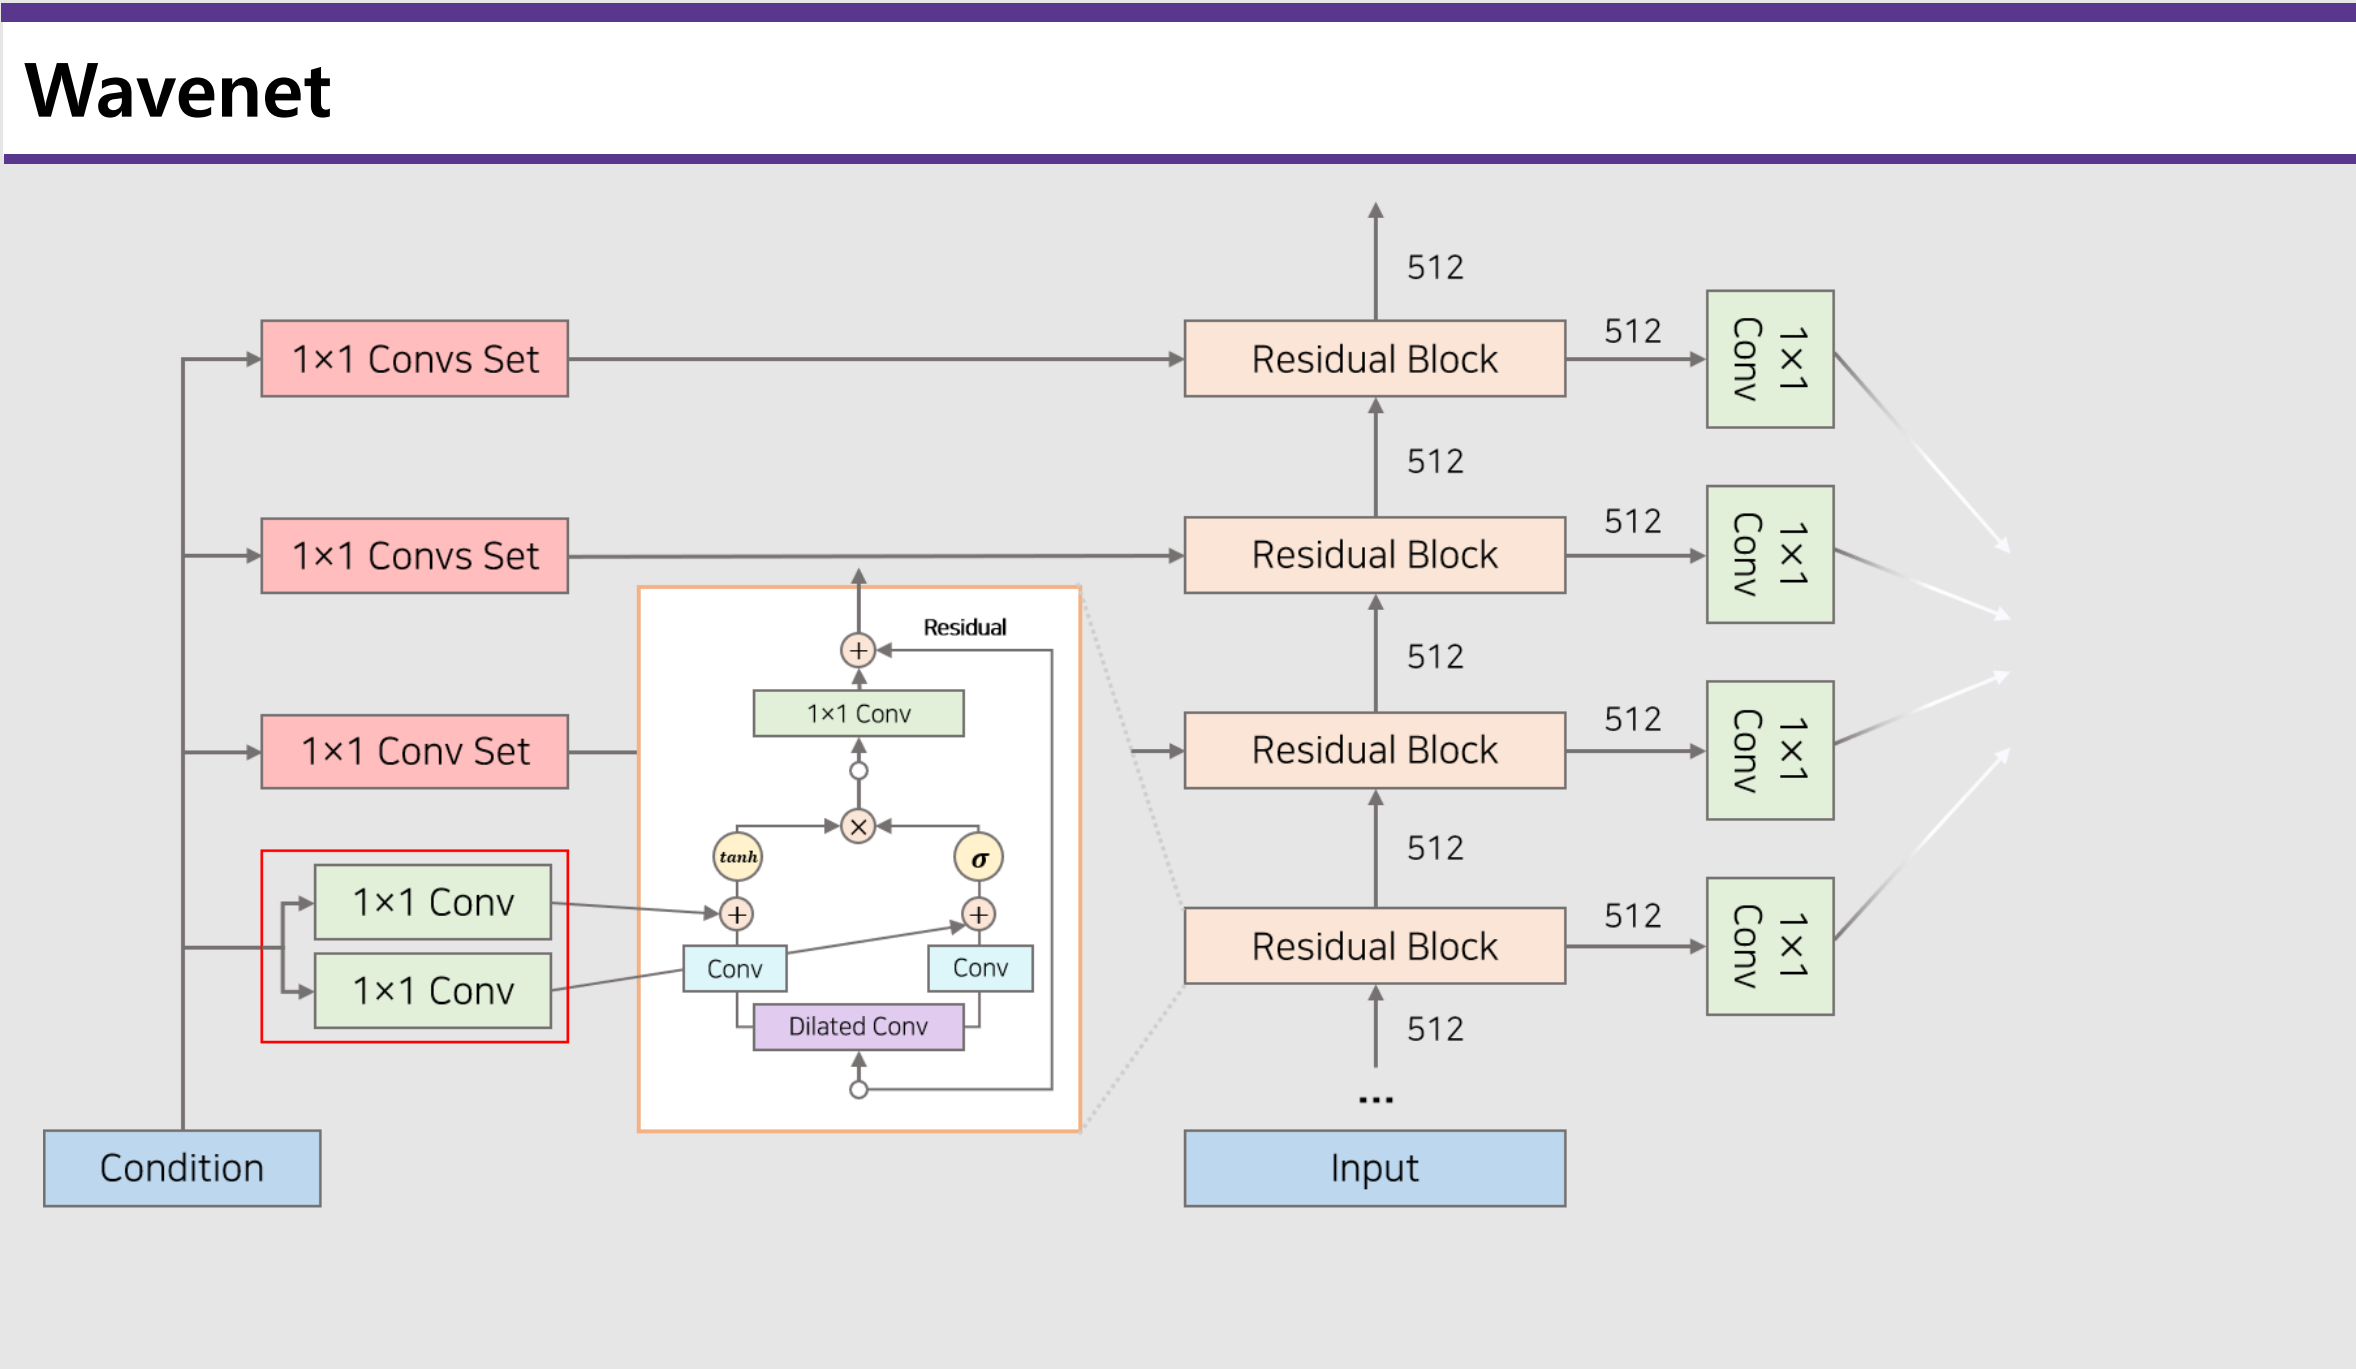 Wavenet
512
1×1 Convs Set
Residual Block
512
1×1
Conv
512
1×1 Convs Set
Residual Block
512
1×1
Conv
Residual
+
512
1×1 Conv
1×1 Conv Set
Residual Block
512
1×1
Conv
×
tanh
σ
512
1×1 Conv
+
+
Residual Block
512
1×1
Conv
Conv
Conv
1×1 Conv
Dilated Conv
512
...
Condition
Input